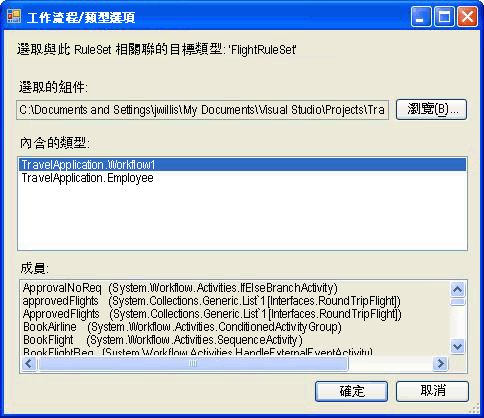 工作流程/類型選項
選取與此 RuleSet 相關聯的目標類型: 'FlightRuleSet'
選取的組件:
C:\Documents and Settings\jwillis\My Documents\Visual Studio\Projects\Tra
瀏覽(B)...
內含的類型:
TravelApplication.Workflow1
TravelApplication.Employee
成員:
ApprovalNoReq (System.Workflow.Activities.IfElseBranchActivity)
approvedFlights (System.Collections.Generic.List`1[Interfaces.RoundTripFlight])
ApprovedFlights (System.Collections.Generic.List`1[Interfaces.RoundTripFlight])
BookAirline (System.Workflow.Activities.ConditionedActivityGroup)
BookFlight (System.Workflow.Activities.SequenceActivity)
BookFlightReq (System.Workflow.Activities.HandleExternalEventActivity)
確定
取消